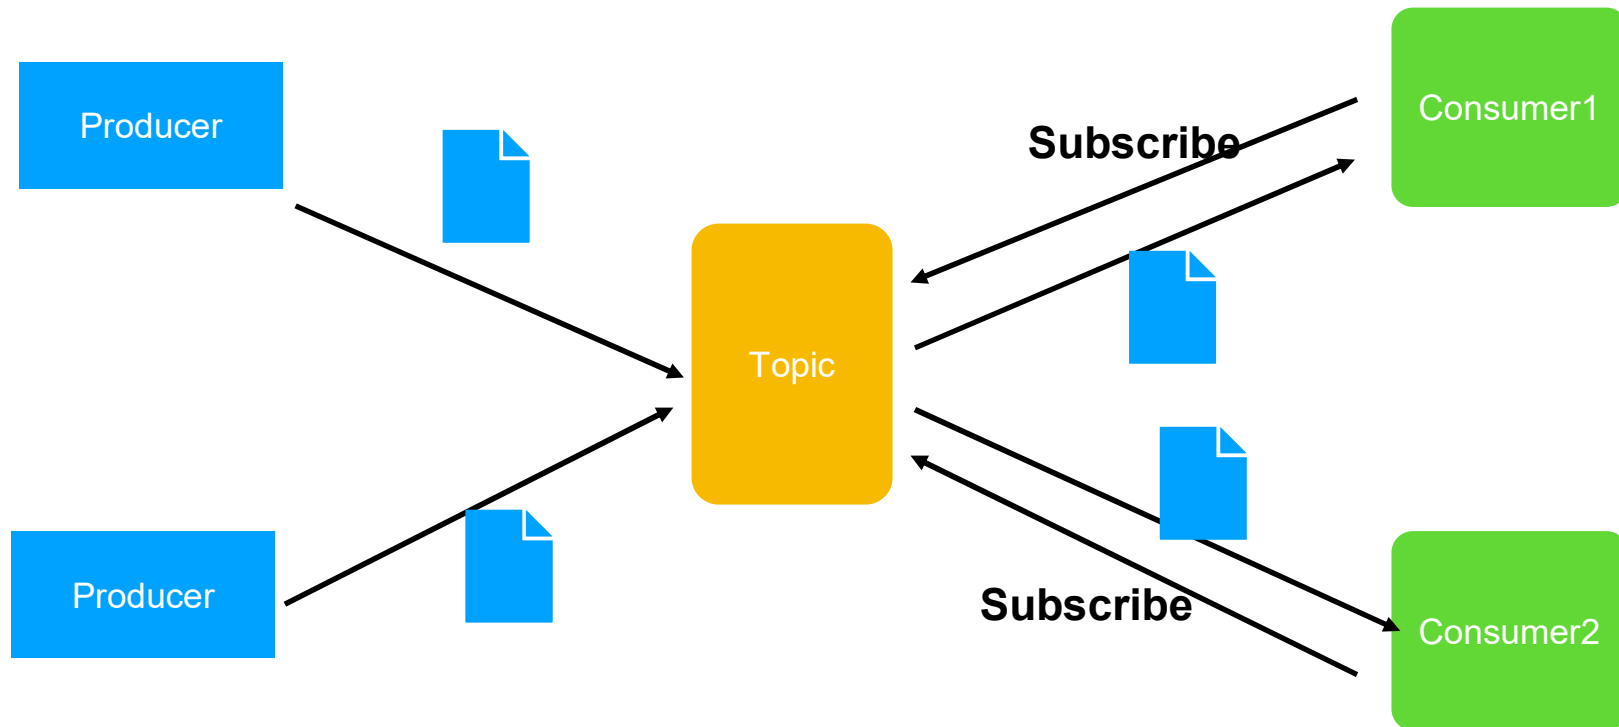 Producer
Consumer1
Subscribe
Topic
Producer
Subscribe
Consumer2